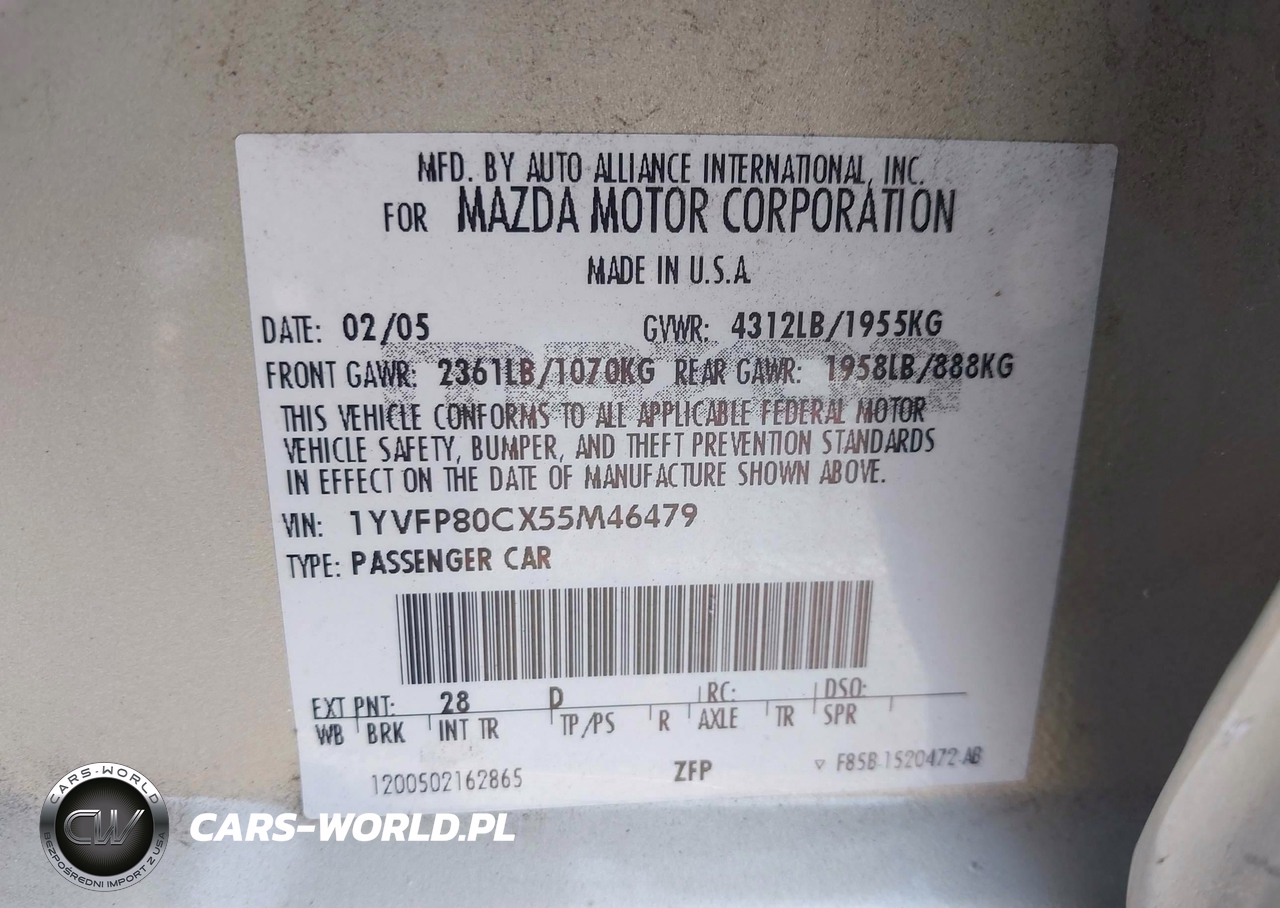 MFD. BY AUTO ALLIANCE INTERNATIONAL, INC.
FOR MAZDA MOTOR CORPORATION
MADE IN U.S.A.
DATE: 02/05 GVWR: 4312LB/1955KG
FRONT GAWR: 2361LB/1070KG REAR GAWR: 1958LB/888KG
THIS VEHICLE CONFORMS TO ALL APPLICABLE FEDERAL MOTOR
VEHICLE SAFETY, BUMPER, AND THEFT PREVENTION STANDARDS
IN EFFECT ON THE DATE OF MANUFACTURE SHOWN ABOVE.
VIN: 1YVFP80CX55M46479
TYPE: PASSENGER CAR
EXT PNT: 28 D RC: DSO:
WB BRK INT TR TP/PS R AXLE TR SPR
1200502162865 ZFP ▽ F85B-1520472-AB
CARS-WORLD
CW
BEZPOŚREDNI IMPORT Z USA
CARS-WORLD.PL